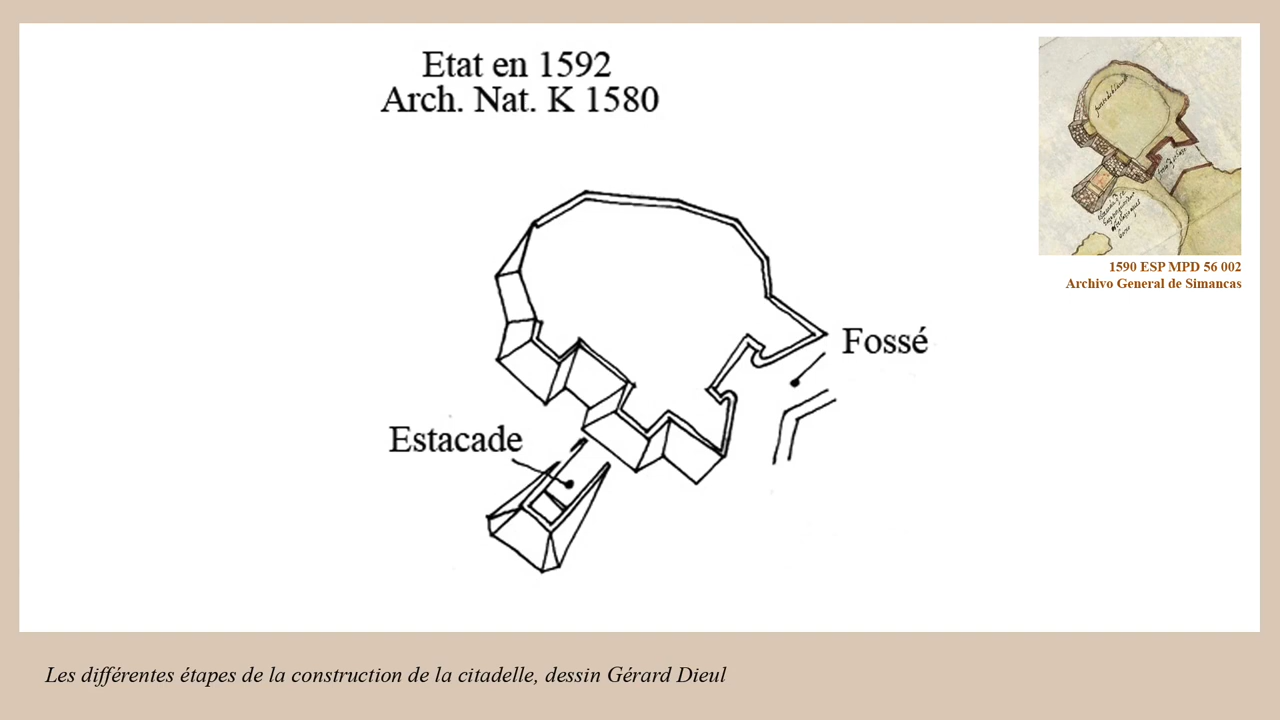 Etat en 1592
Arch. Nat. K 1580
1590 ESP MPD 56 002
Archivo General de Simancas
Fossé
Estacade
Les différentes étapes de la construction de la citadelle, dessin Gérard Dieul